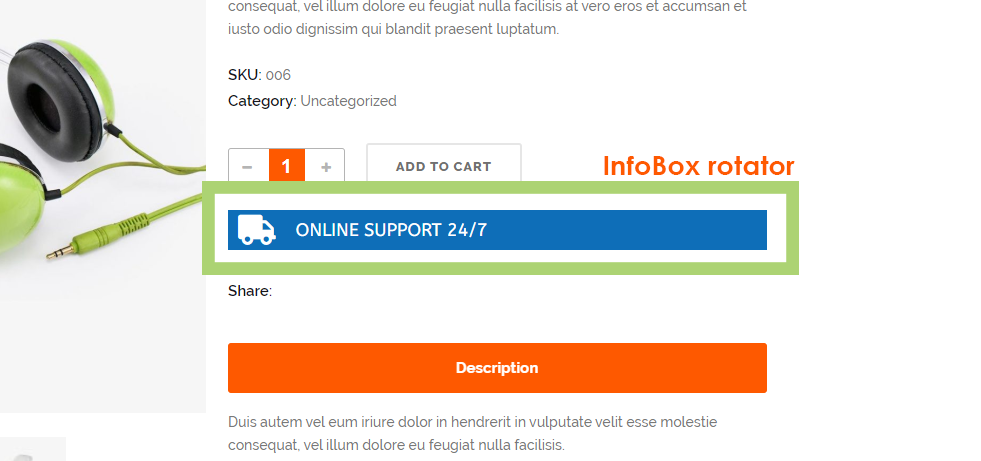 consequat, vel illum dolore eu feugiat nulla facilisis at vero eros et accumsan et
iusto odio dignissim qui blandit praesent luptatum.
SKU: 006
Category: Uncategorized
− 1 + ADD TO CART
InfoBox rotator
ONLINE SUPPORT 24/7
Share:
Description
Duis autem vel eum iriure dolor in hendrerit in vulputate velit esse molestie
consequat, vel illum dolore eu feugiat nulla facilisis.